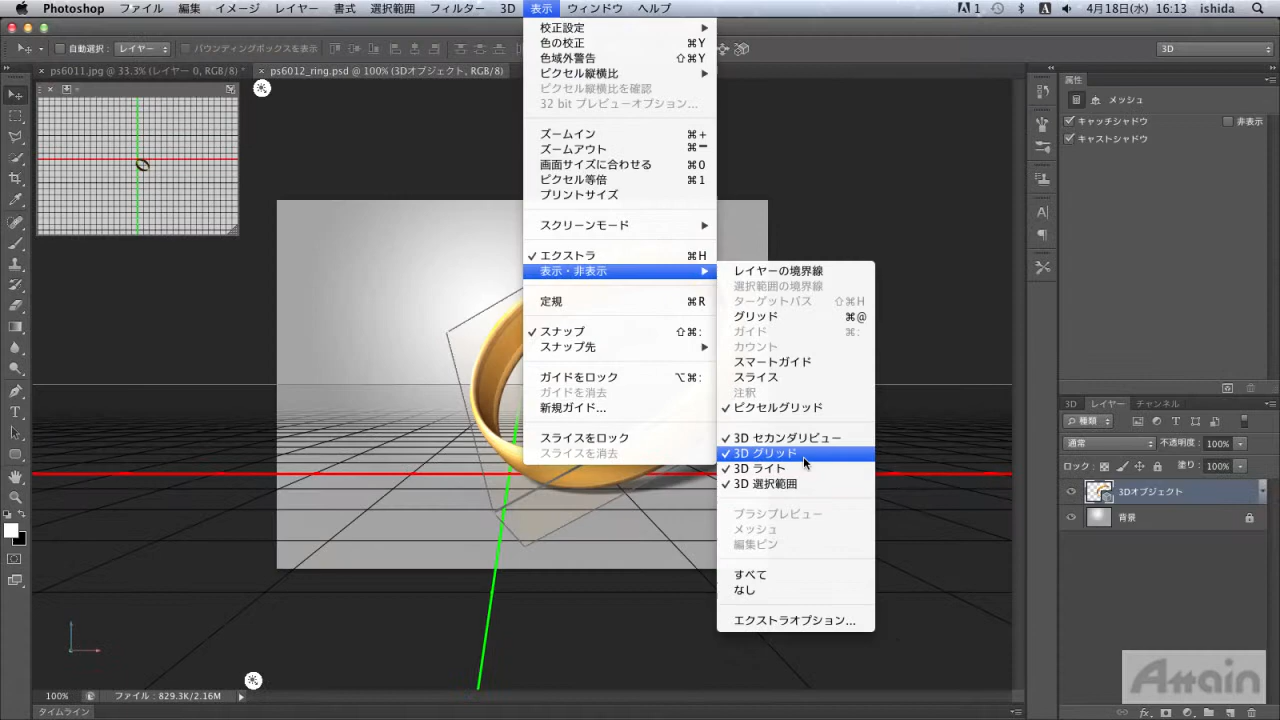 Photoshop ファイル 編集 イメージ レイヤー 書式 選択範囲 フィルター 3D 表示 ウィンドウ ヘルプ 1 4月18日(水) 16:13 ishida
自動選択: レイヤー バウンディングボックスを表示 3D
ps6011.jpg @ 33.3% (レイヤー 0, RGB/8) * ps6012_ring.psd @ 100% (3Dオブジェクト, RGB/8)
校正設定
色の校正 ⌘Y
色域外警告 ⇧⌘Y
ピクセル縦横比
ピクセル縦横比を確認
32 bit プレビューオプション...
ズームイン ⌘+
ズームアウト ⌘-
画面サイズに合わせる ⌘0
ピクセル等倍 ⌘1
プリントサイズ
スクリーンモード
✓ エクストラ ⌘H
表示・非表示
定規 ⌘R
✓ スナップ ⇧⌘:
スナップ先
ガイドをロック ⌥⌘:
ガイドを消去
新規ガイド...
スライスをロック
スライスを消去
レイヤーの境界線
選択範囲の境界線
ターゲットパス ⇧⌘H
グリッド ⌘@
ガイド ⌘:
カウント
スマートガイド
スライス
注釈
✓ ピクセルグリッド
✓ 3D セカンダリビュー
✓ 3D グリッド
✓ 3D ライト
✓ 3D 選択範囲
ブラシプレビュー
メッシュ
編集ピン
すべて
なし
エクストラオプション...
属性
メッシュ
キャッチシャドウ 非表示
キャストシャドウ
3D レイヤー チャンネル
種類
通常 不透明度: 100%
ロック: 塗り: 100%
3Dオブジェクト
背景
100% ファイル : 829.3K/2.16M
タイムライン
Attain